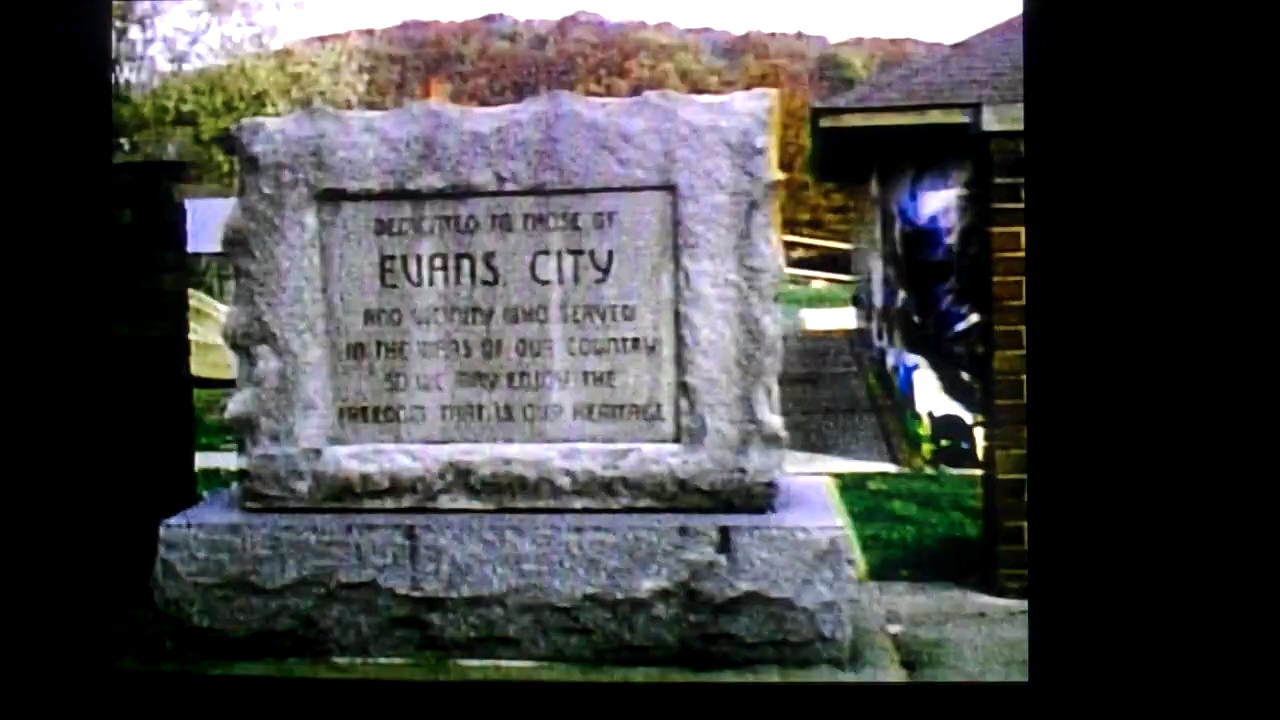 DEDICATED TO THOSE OF
EVANS CITY
AND VICINITY WHO SERVED
IN THE WARS OF OUR COUNTRY
SO WE MAY ENJOY THE
FREEDOM THAT IS OUR HERITAGE